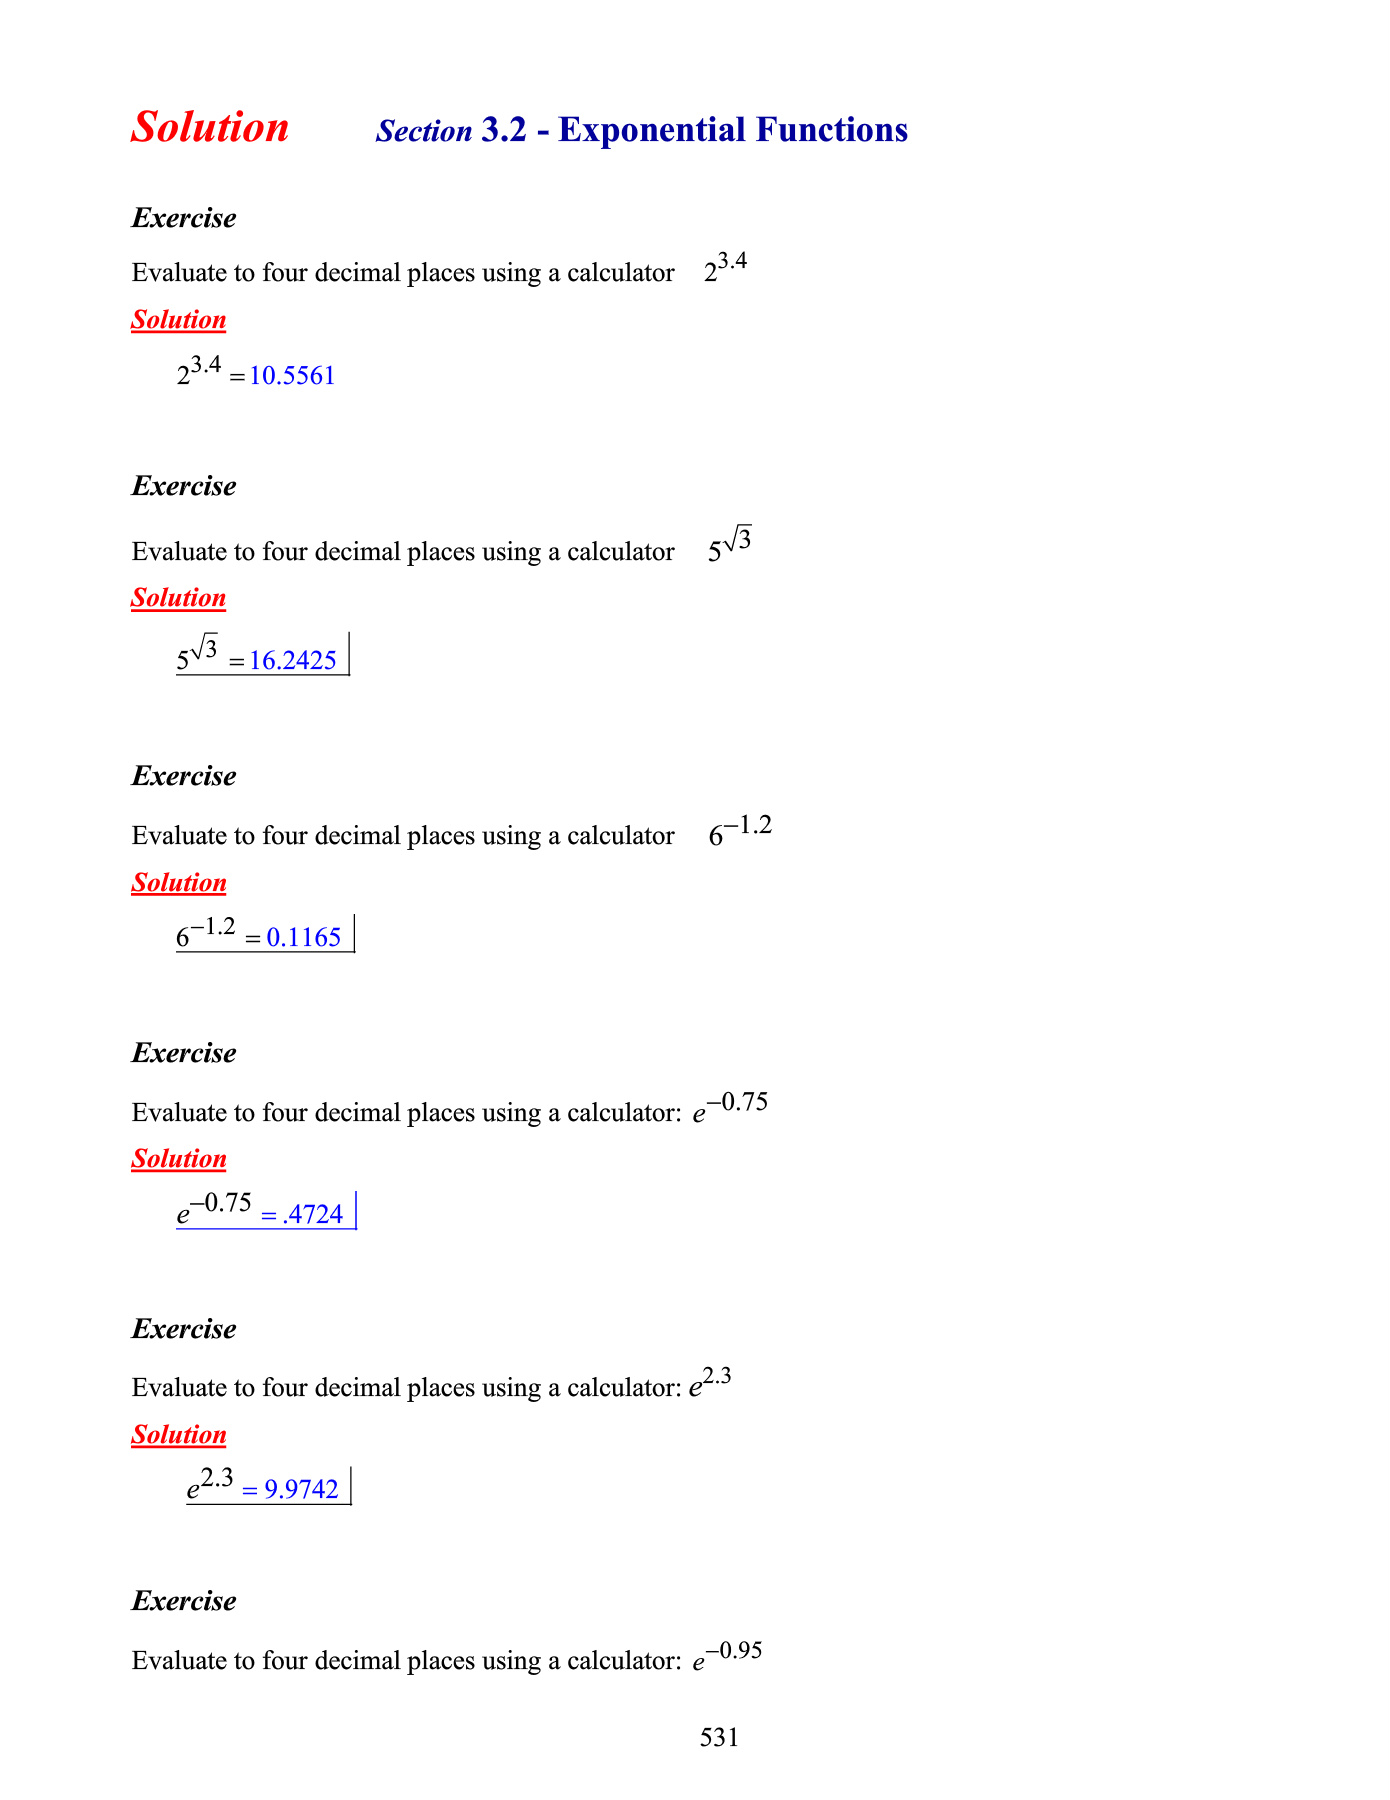 Solution Section 3.2 - Exponential Functions
Exercise
Evaluate to four decimal places using a calculator 2^3.4
Solution
2^3.4 = 10.5561
Exercise
Evaluate to four decimal places using a calculator 5^√3
Solution
5^√3 = 16.2425
Exercise
Evaluate to four decimal places using a calculator 6^−1.2
Solution
6^−1.2 = 0.1165
Exercise
Evaluate to four decimal places using a calculator: e^−0.75
Solution
e^−0.75 = .4724
Exercise
Evaluate to four decimal places using a calculator: e^2.3
Solution
e^2.3 = 9.9742
Exercise
Evaluate to four decimal places using a calculator: e^−0.95
531